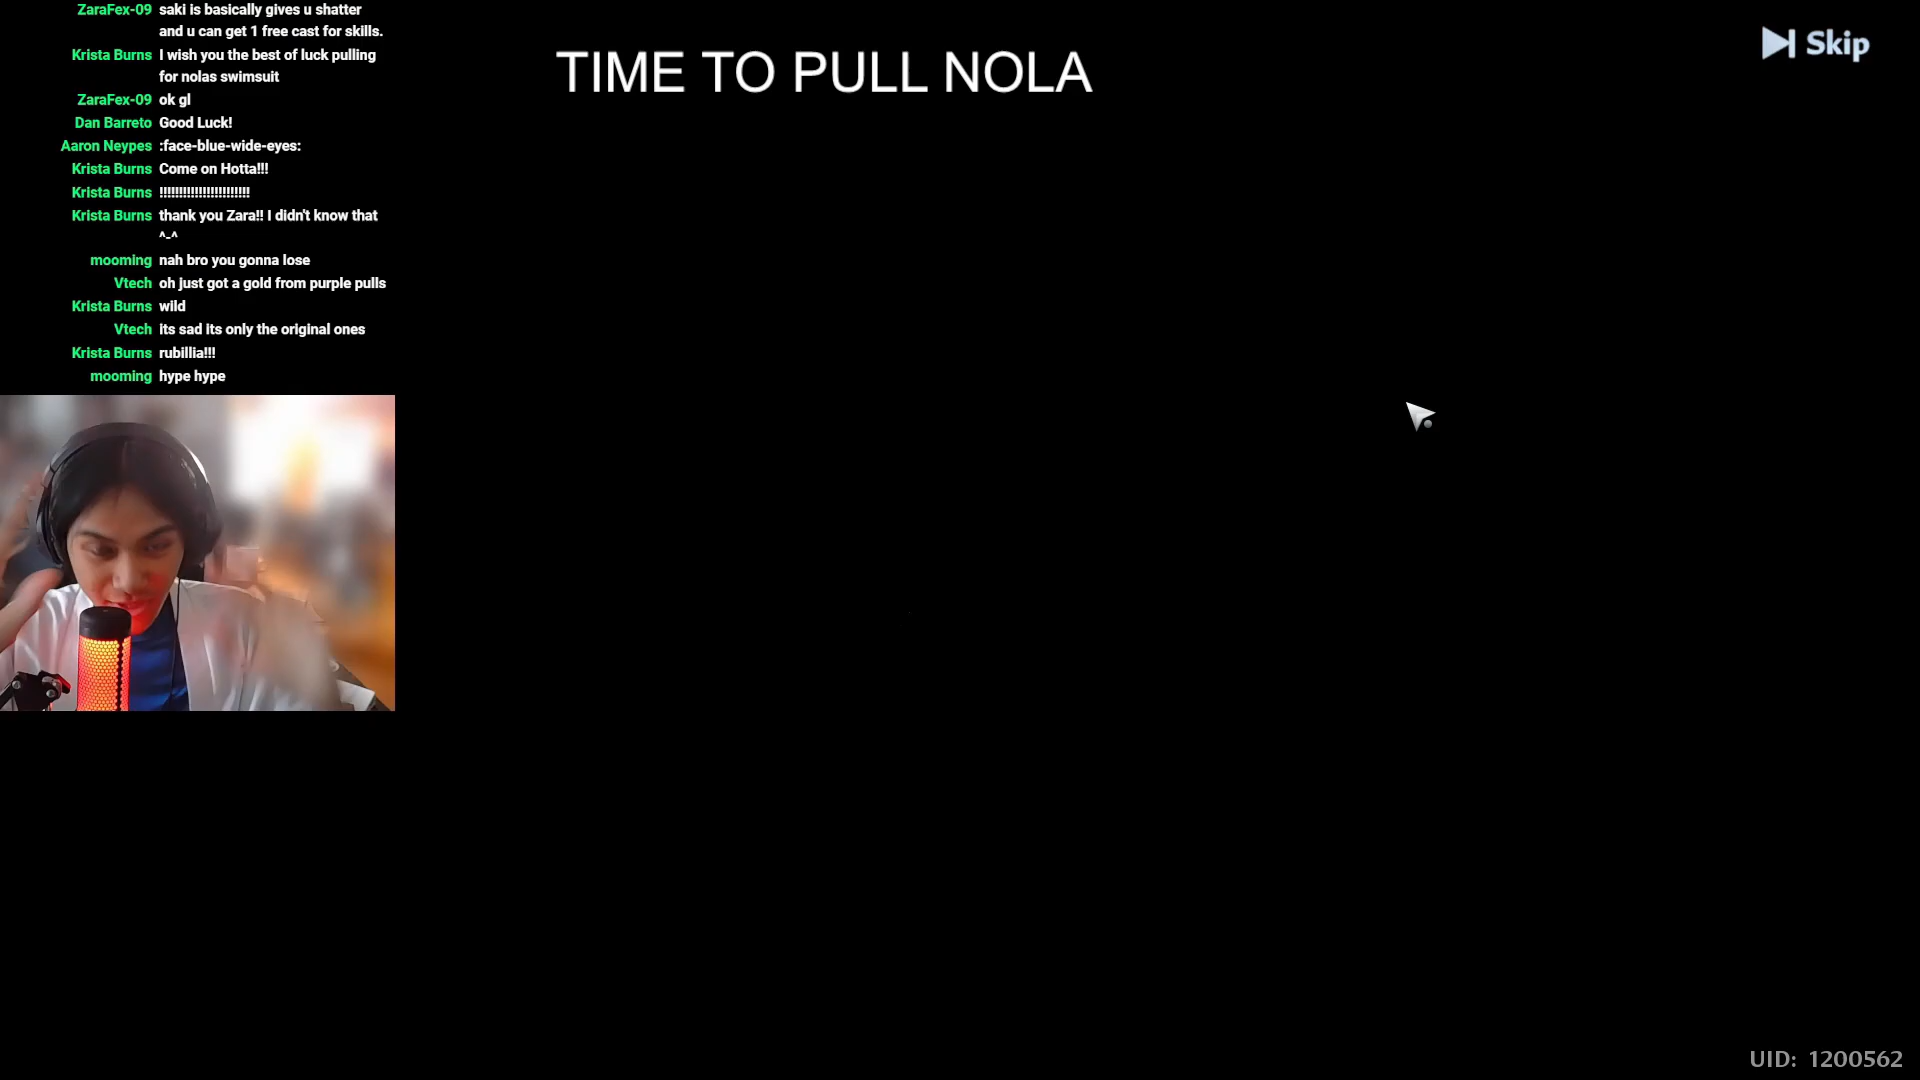 ZaraFex-09 saki is basically gives u shatter
and u can get 1 free cast for skills.
Krista Burns I wish you the best of luck pulling
for nolas swimsuit
ZaraFex-09 ok gl
Dan Barreto Good Luck!
Aaron Neypes :face-blue-wide-eyes:
Krista Burns Come on Hotta!!!
Krista Burns !!!!!!!!!!!!!!!!!!!!!!!
Krista Burns thank you Zara!! I didn't know that
^-^
mooming nah bro you gonna lose
Vtech oh just got a gold from purple pulls
Krista Burns wild
Vtech its sad its only the original ones
Krista Burns rubillia!!!
mooming hype hype
TIME TO PULL NOLA
Skip
UID: 1200562